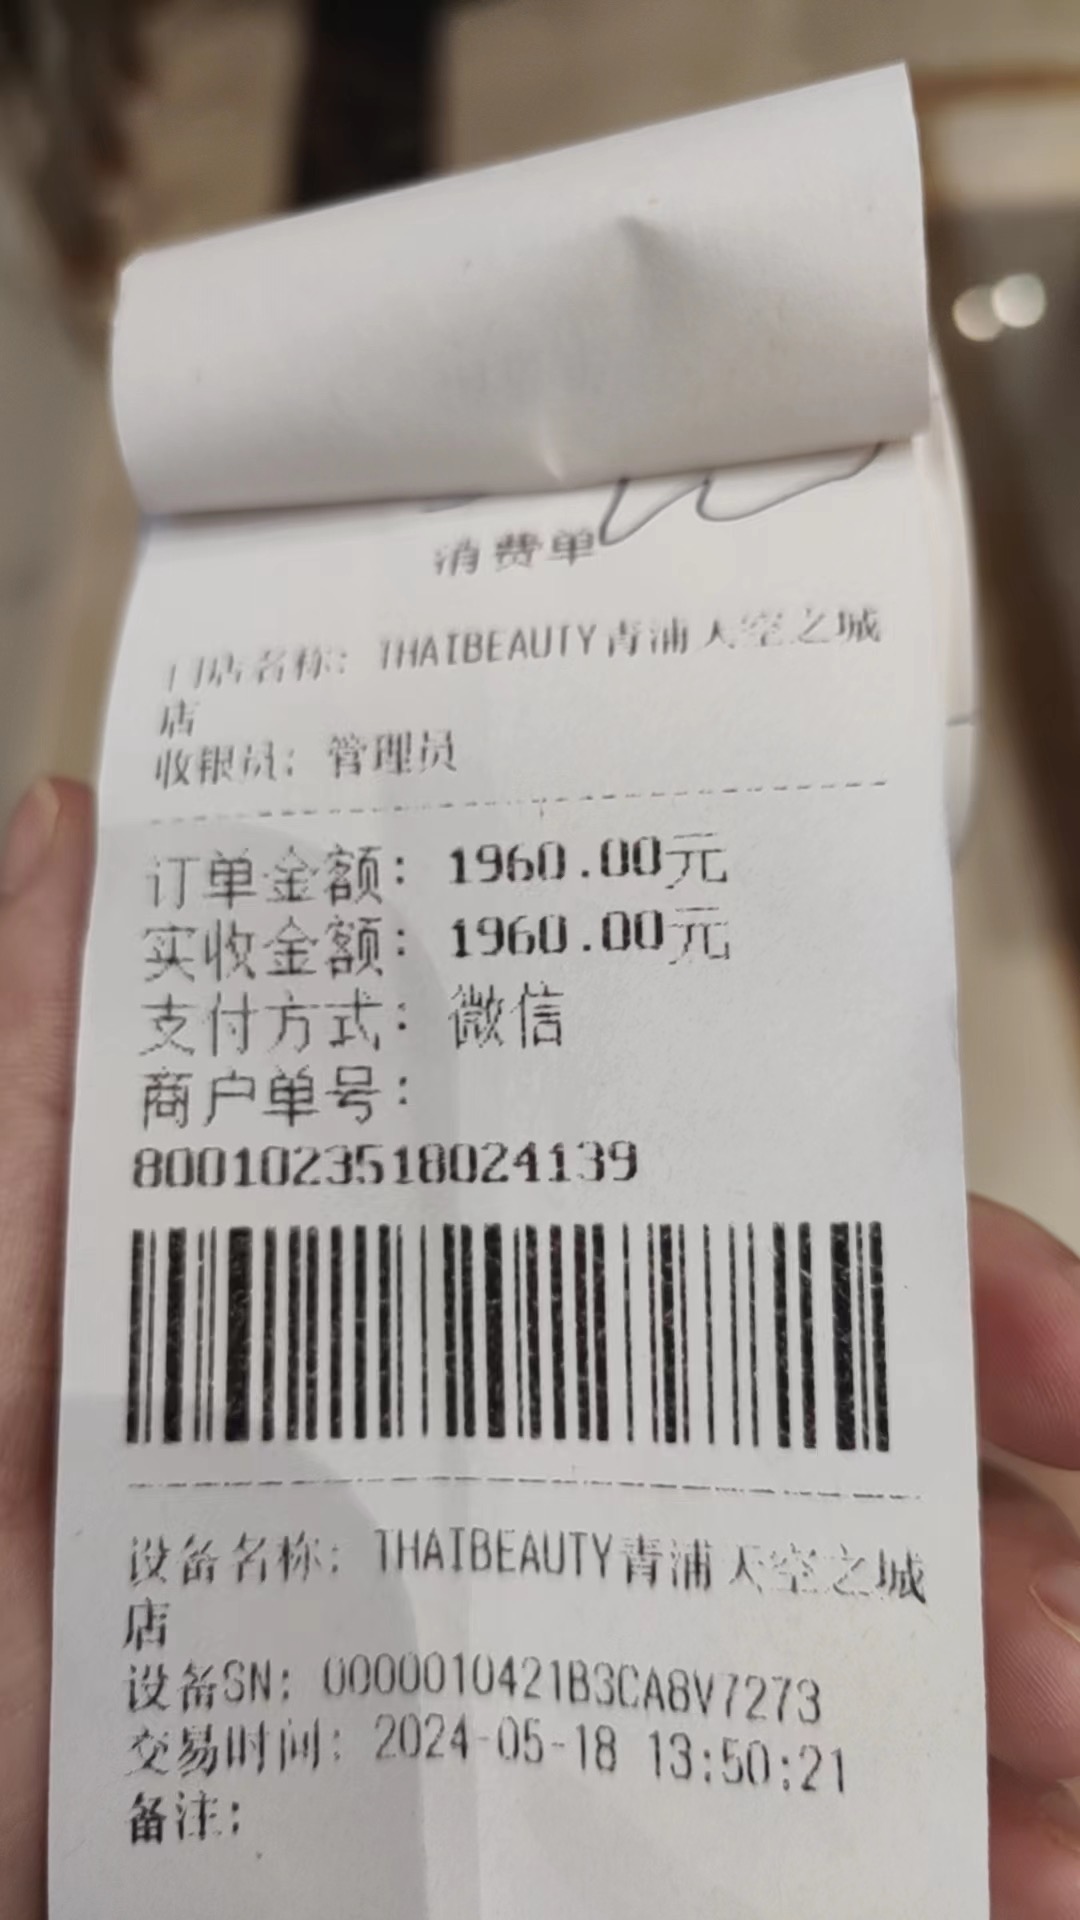 消费单
门店名称: THAIBEAUTY青浦天空之城
店
收银员: 管理员
订单金额: 1960.00元
实收金额: 1960.00元
支付方式: 微信
商户单号:
8001023518024139
设备名称: THAIBEAUTY青浦天空之城
店
设备SN: 0000010421B3CA8V7273
交易时间: 2024-05-18 13:50:21
备注: